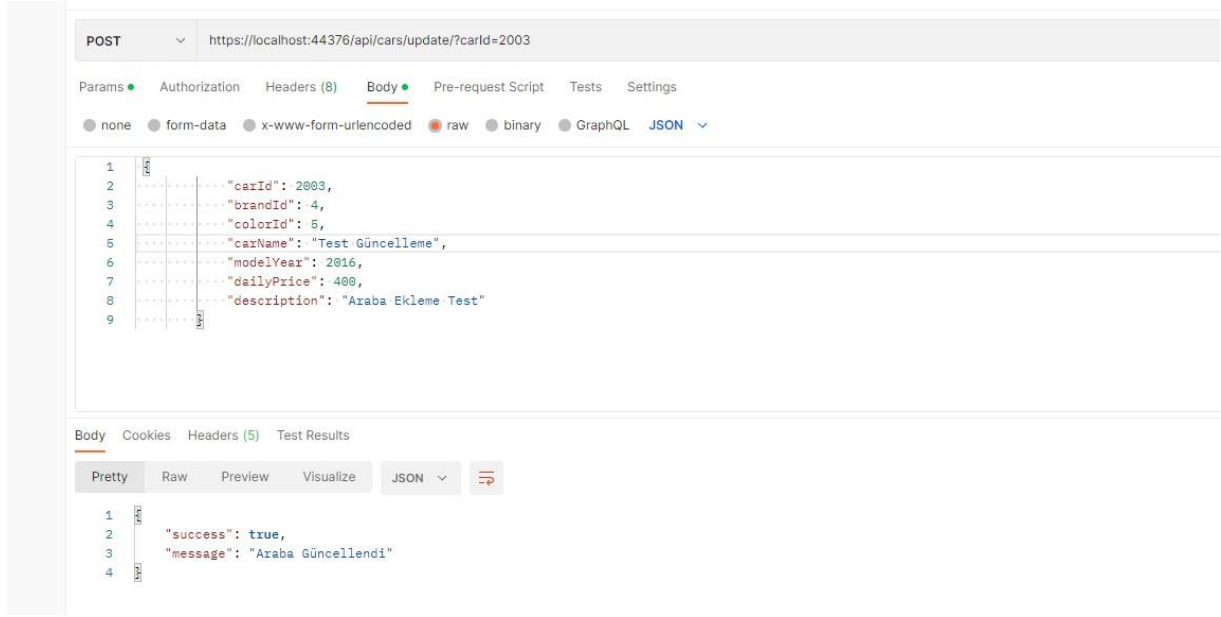 POST https://localhost:44376/api/cars/update/?carId=2003
Params Authorization Headers (8) Body Pre-request Script Tests Settings
none form-data x-www-form-urlencoded raw binary GraphQL JSON
1 {
2 "carId": 2003,
3 "brandId": 4,
4 "colorId": 5,
5 "carName": "Test Güncelleme",
6 "modelYear": 2016,
7 "dailyPrice": 400,
8 "description": "Araba Ekleme Test"
9 }
Body Cookies Headers (5) Test Results
Pretty Raw Preview Visualize JSON
1 {
2 "success": true,
3 "message": "Araba Güncellendi"
4 }